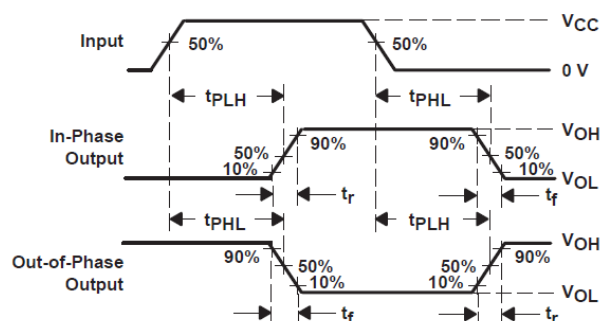 Input
50%
50%
VCC
0 V
tPLH
tPHL
In-Phase
Output
50%
10%
90%
90%
50%
10%
VOH
VOL
tr
tf
tPHL
tPLH
Out-of-Phase
Output
90%
50%
10%
50%
10%
90%
VOH
VOL
tf
tr